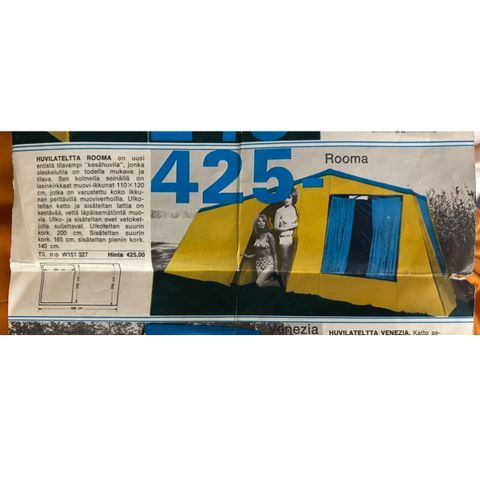 425-
Rooma
HUVILATELTTA ROOMA on uusi
entistä tilavampi "kesähuvila", jonka
oleskelutila on todella mukava ja
tilava. Sen kolmella seinällä on
lasinkirkkaat muovi-ikkunat 110×120
cm, jotka on varustettu koko ikku-
nan peittävillä muoviverhoilla. Ulko-
teltan katto ja sisäteltan lattia on
kestävää, vettä läpäisemätöntä muo-
via. Ulko- ja sisäteltan ovet vetoket-
julla suljettavat. Ulkoteltan suurin
kork. 200 cm. Sisäteltan suurin
kork. 165 cm, sisäteltan pienin kork.
140 cm.
Til. n:o W151 327 Hinta 425,00
Venezia
HUVILATELTTA VENEZIA. Katto se-